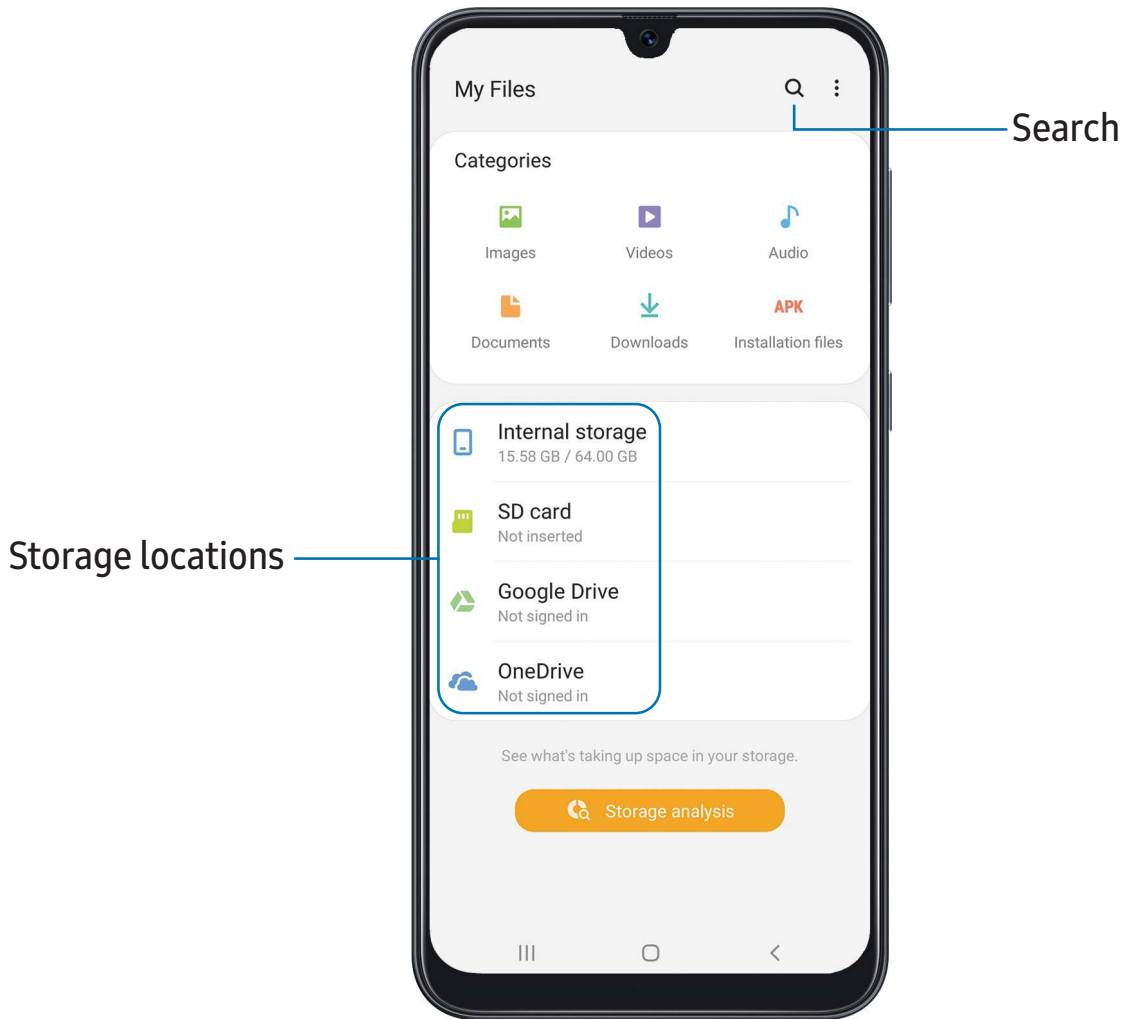 My Files
Search
Categories
Images Videos Audio
APK
Documents Downloads Installation files
Internal storage
15.58 GB / 64.00 GB
SD card
Not inserted
Storage locations
Google Drive
Not signed in
OneDrive
Not signed in
See what's taking up space in your storage.
Storage analysis